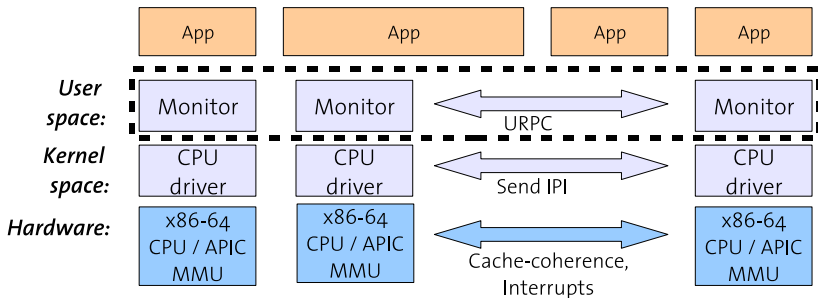 App App App App
User space: Monitor Monitor URPC Monitor
Kernel space: CPU driver CPU driver Send IPI CPU driver
Hardware: x86-64 CPU / APIC MMU x86-64 CPU / APIC MMU Cache-coherence, Interrupts x86-64 CPU / APIC MMU